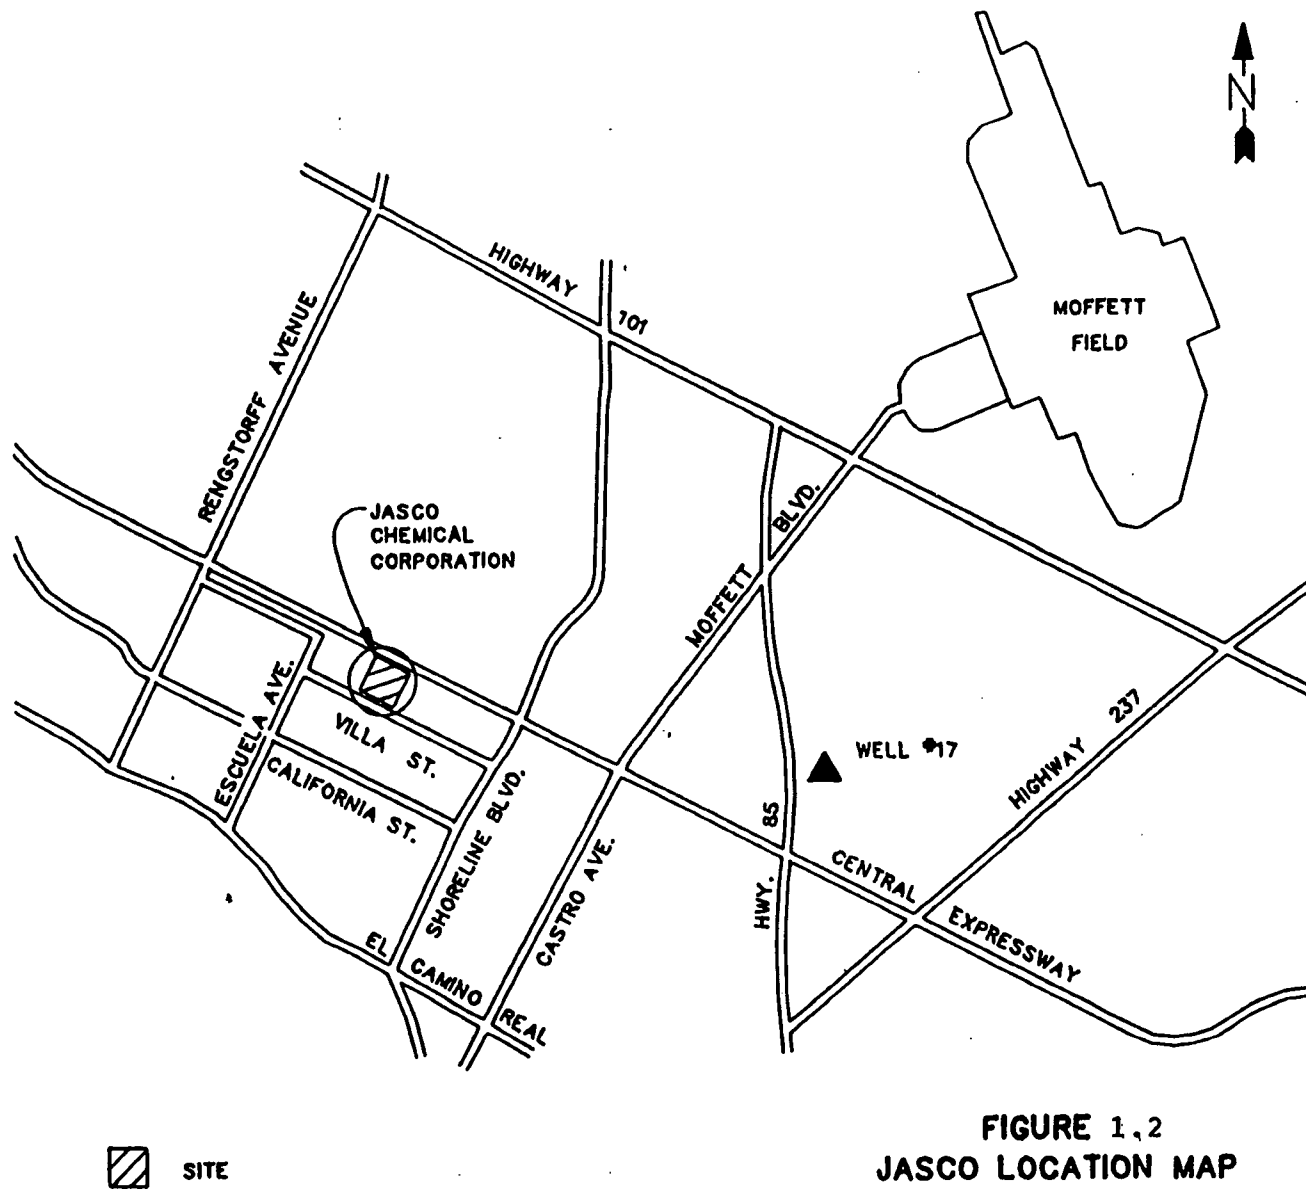 N
HIGHWAY 101
MOFFETT
FIELD
RENGSTORFF AVENUE
JASCO
CHEMICAL
CORPORATION
MOFFETT BLVD.
ESCUELA AVE.
VILLA ST.
CALIFORNIA ST.
SHORELINE BLVD.
CASTRO AVE.
WELL #17
HIGHWAY 237
HWY. 85
CENTRAL EXPRESSWAY
EL CAMINO REAL
FIGURE 1.2
JASCO LOCATION MAP
SITE